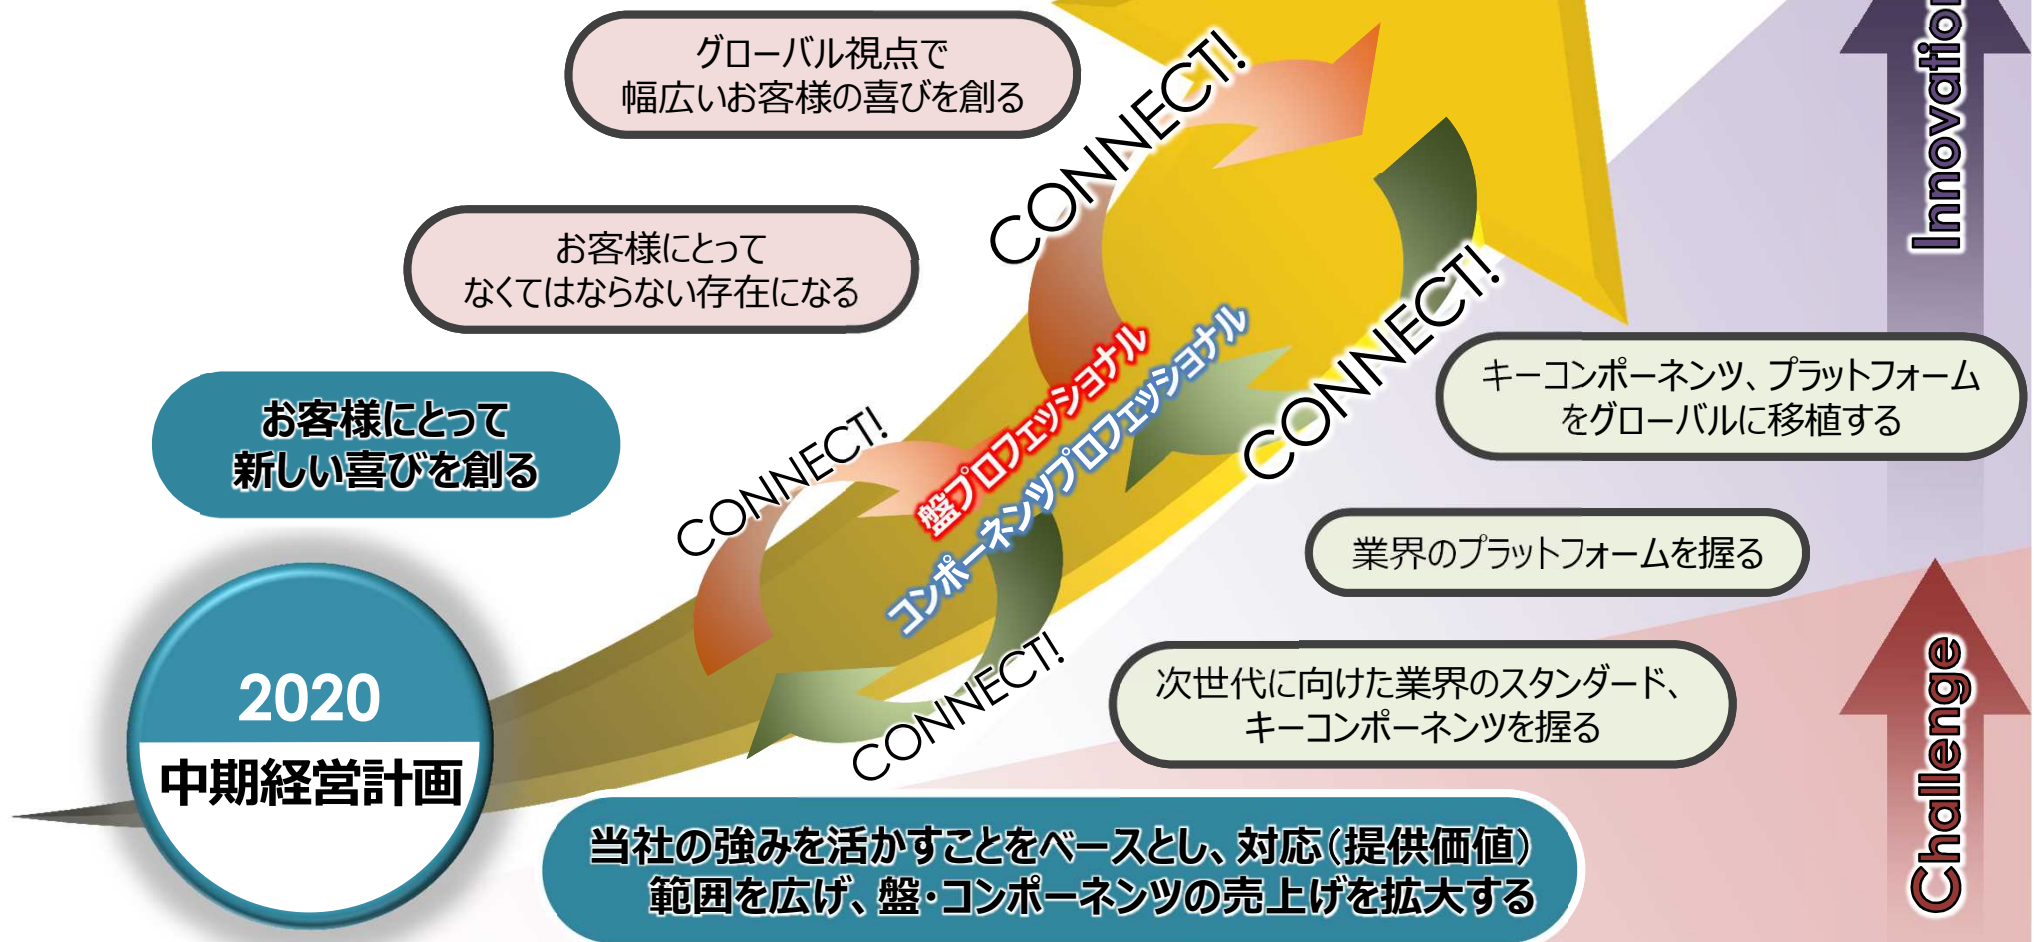 グローバル視点で
幅広いお客様の喜びを創る
CONNECT!
お客様にとって
なくてはならない存在になる
CONNECT!
お客様にとって
新しい喜びを創る
CONNECT!
盤プロフェッショナル
コンポーネンツプロフェッショナル
CONNECT!
キーコンポーネンツ、プラットフォーム
をグローバルに移植する
業界のプラットフォームを握る
次世代に向けた業界のスタンダード、
キーコンポーネンツを握る
2020
中期経営計画
当社の強みを活かすことをベースとし、対応(提供価値)
範囲を広げ、盤・コンポーネンツの売上げを拡大する
Innovation
Challenge